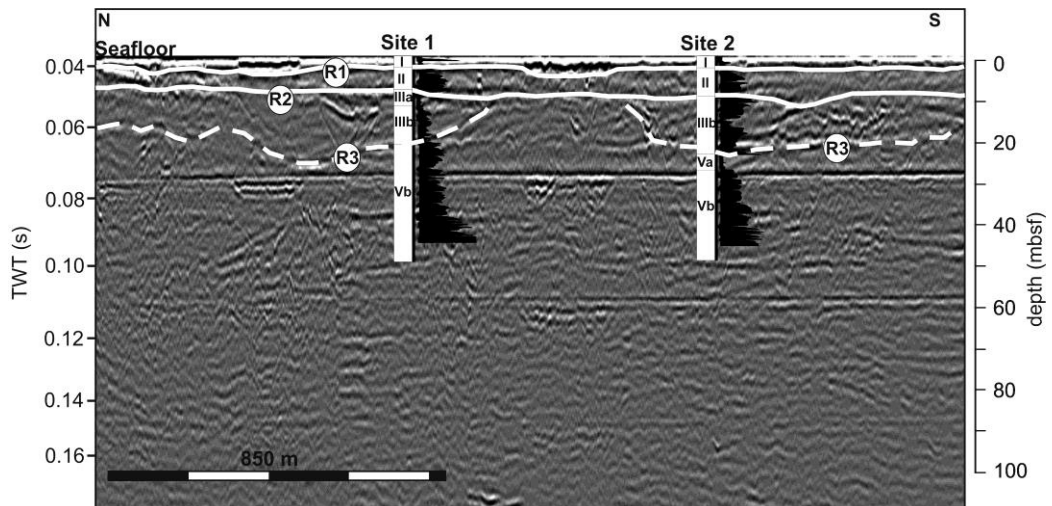 N S
Seafloor Site 1 Site 2
R1 R2 R3 R3
I II IIIa IIIb Vb
I II IIIb Va Vb
TWT (s)
0.04
0.06
0.08
0.10
0.12
0.14
0.16
depth (mbsf)
0
20
40
60
80
100
850 m